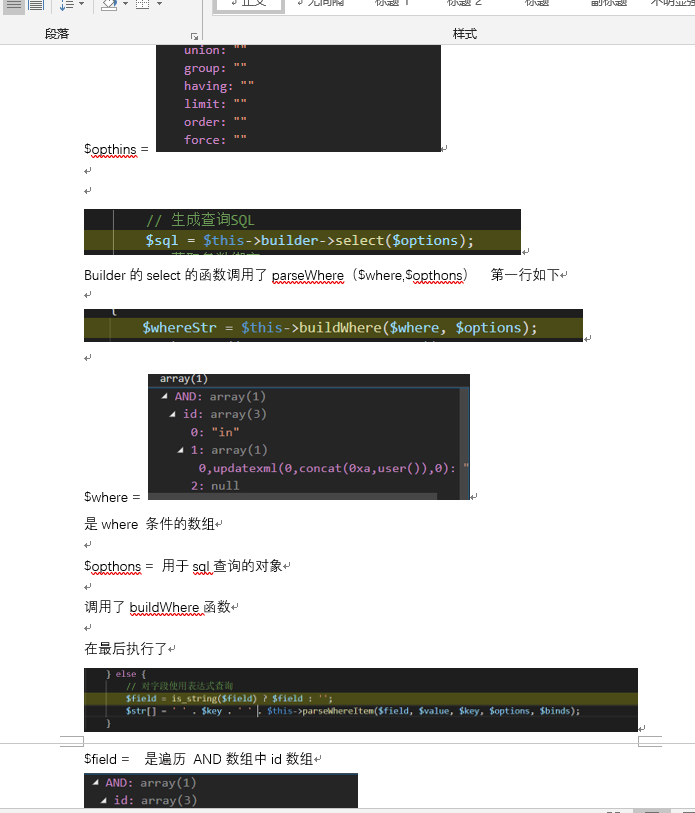 正文 无间隔 标题 1 标题 2 标题 副标题
段落 样式
union: ""
group: ""
having: ""
limit: ""
order: ""
force: ""
$opthins =
// 生成查询SQL
$sql = $this->builder->select($options);
Builder 的 select 的函数调用了 parseWhere（$where,$opthons） 第一行如下
{
$whereStr = $this->buildWhere($where, $options);
array(1)
AND: array(1)
id: array(3)
0: "in"
1: array(1)
0,updatexml(0,concat(0xa,user()),0): "
2: null
$where =
是 where 条件的数组
$opthons = 用于 sql 查询的对象
调用了 buildWhere 函数
在最后执行了
} else {
// 对字段使用表达式查询
$field = is_string($field) ? $field : '';
$str[] = ' ' . $key . ' ' . $this->parseWhereItem($field, $value, $key, $options, $binds);
}
$field = 是遍历 AND 数组中 id 数组
AND: array(1)
id: array(3)